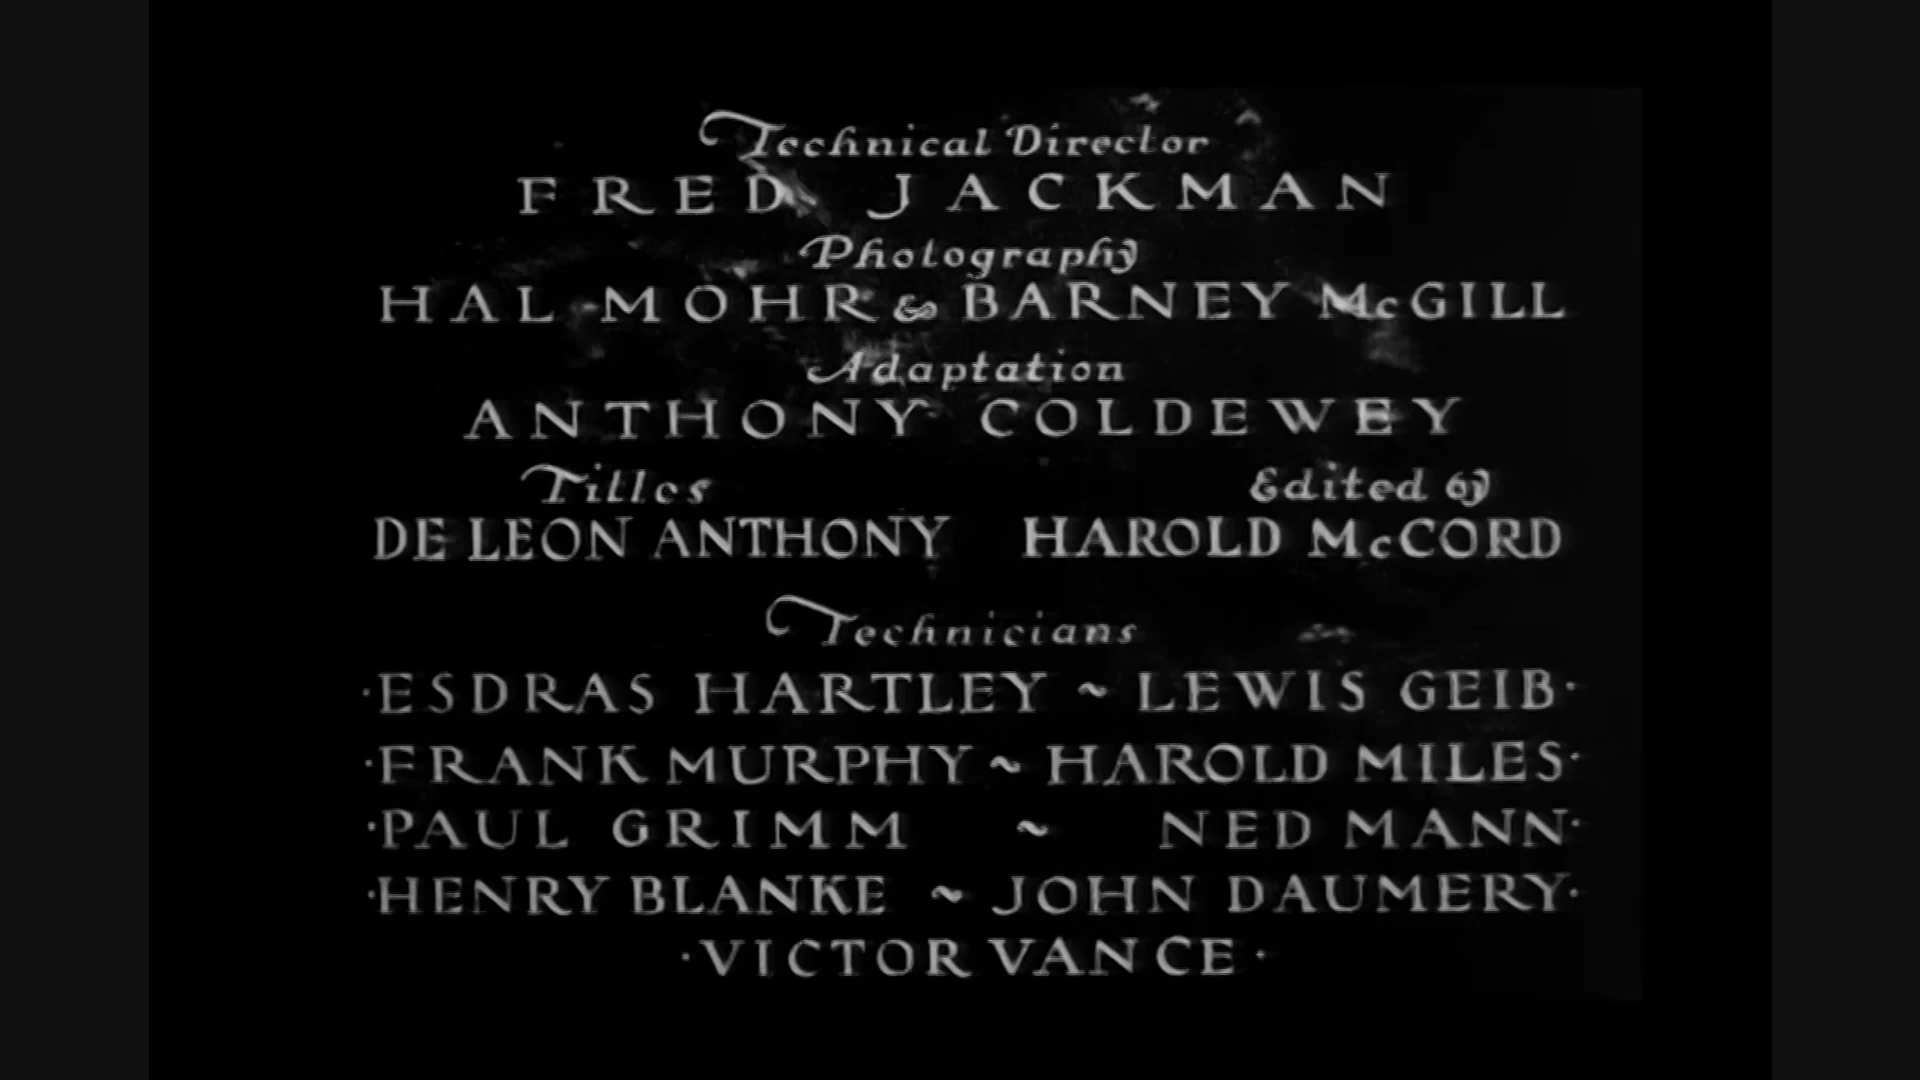 Technical Director
FRED JACKMAN
Photography
HAL MOHR & BARNEY McGILL
Adaptation
ANTHONY COLDEWEY
Titles Edited by
DE LEON ANTHONY HAROLD McCORD
Technicians
·ESDRAS HARTLEY ~ LEWIS GEIB·
·FRANK MURPHY ~ HAROLD MILES·
·PAUL GRIMM ~ NED MANN·
·HENRY BLANKE ~ JOHN DAUMERY·
·VICTOR VANCE·